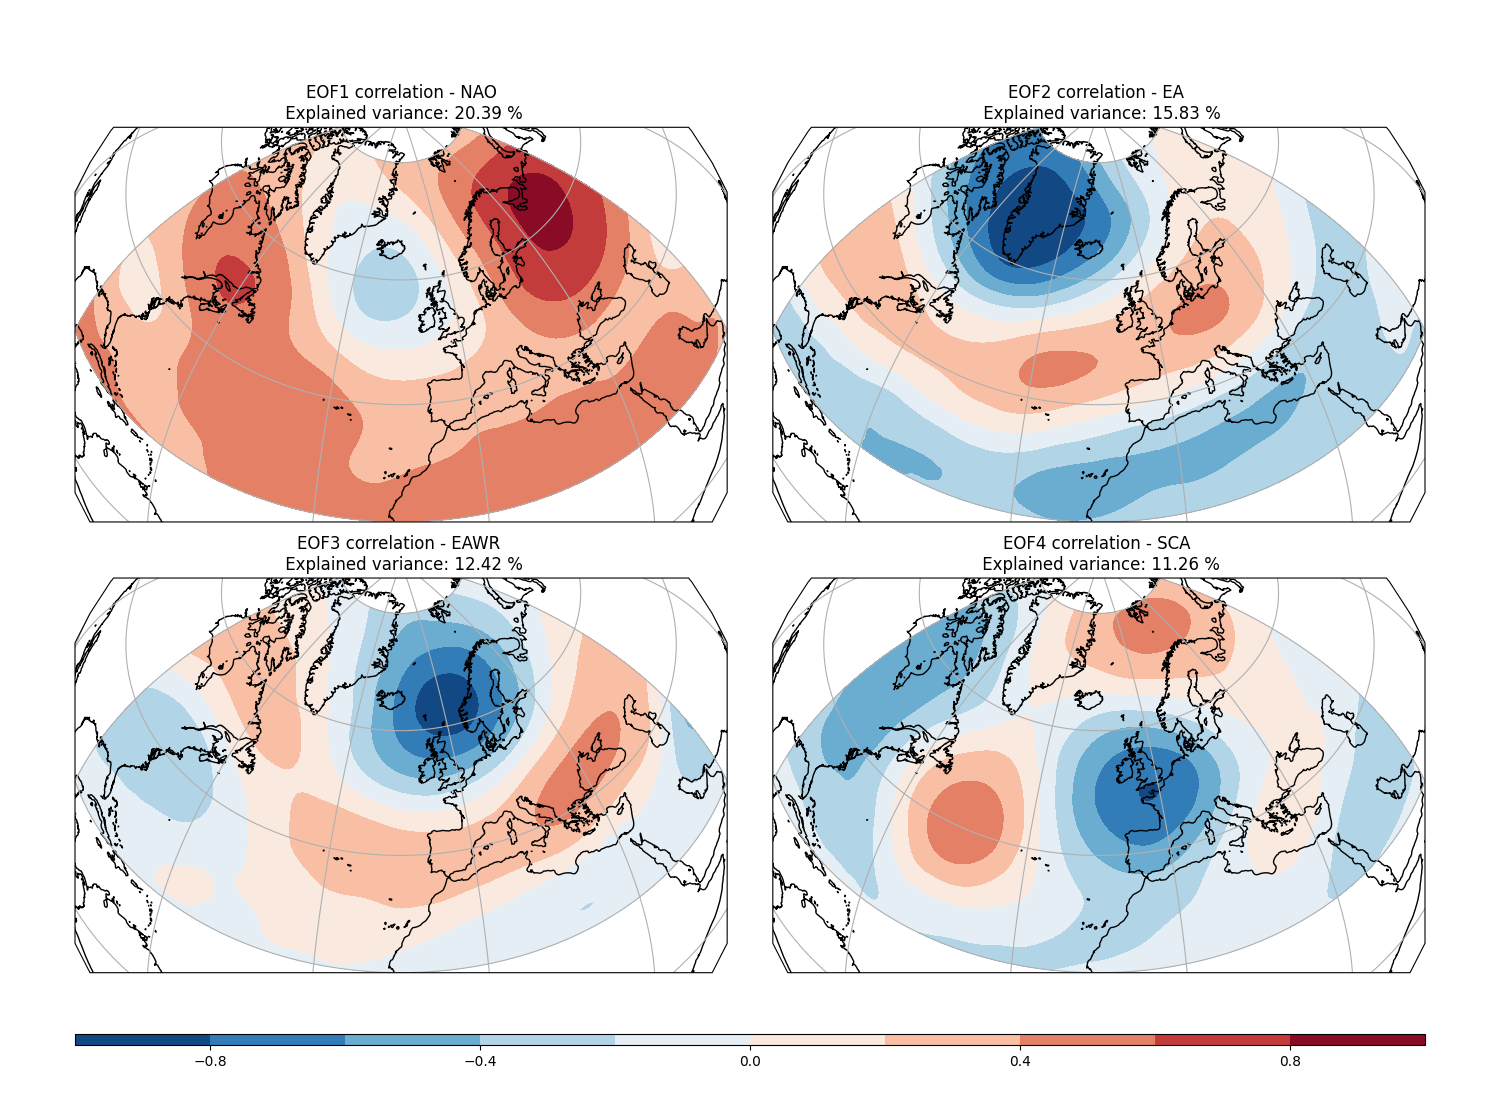 EOF1 correlation - NAO
Explained variance: 20.39 %
EOF2 correlation - EA
Explained variance: 15.83 %
EOF3 correlation - EAWR
Explained variance: 12.42 %
EOF4 correlation - SCA
Explained variance: 11.26 %
−0.8 −0.4 0.0 0.4 0.8